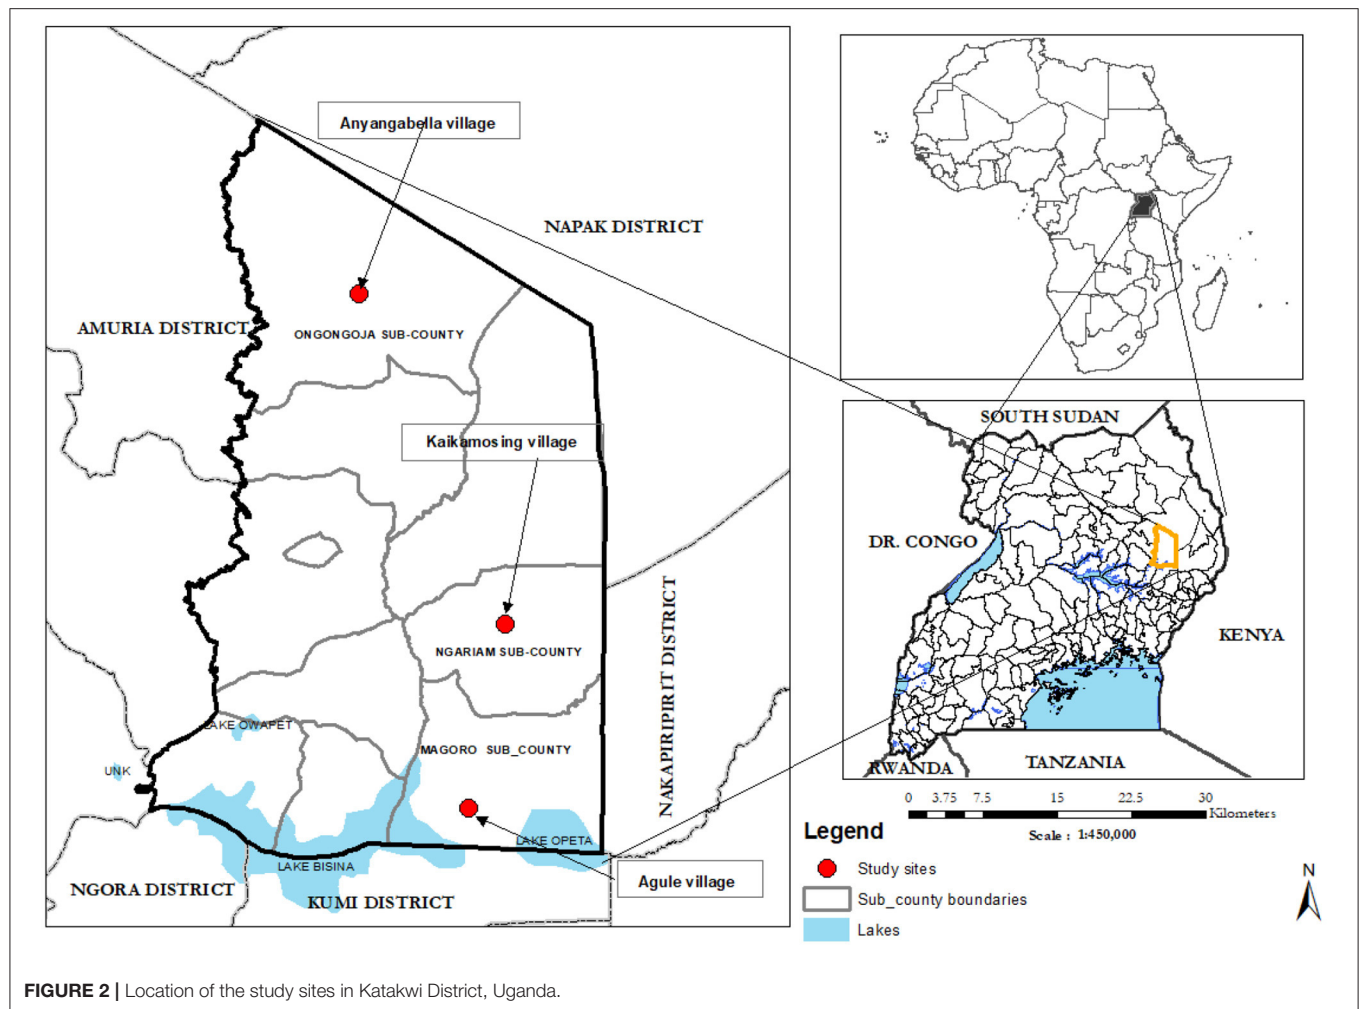 Anyangabella village
NAPAK DISTRICT
AMURIA DISTRICT
ONGONGOJA SUB-COUNTY
Kaikamosing village
NGARIAM SUB-COUNTY
NAKAPIRIPIRIT DISTRICT
LAKE OWAPET
MAGORO SUB_COUNTY
UNK
LAKE OPETA
LAKE BISINA
Agule village
NGORA DISTRICT
KUMI DISTRICT
SOUTH SUDAN
DR. CONGO
KENYA
RWANDA
TANZANIA
0 3.75 7.5 15 22.5 30
Kilometers
Scale : 1:450,000
Legend
Study sites
Sub_county boundaries
Lakes
N
FIGURE 2 | Location of the study sites in Katakwi District, Uganda.